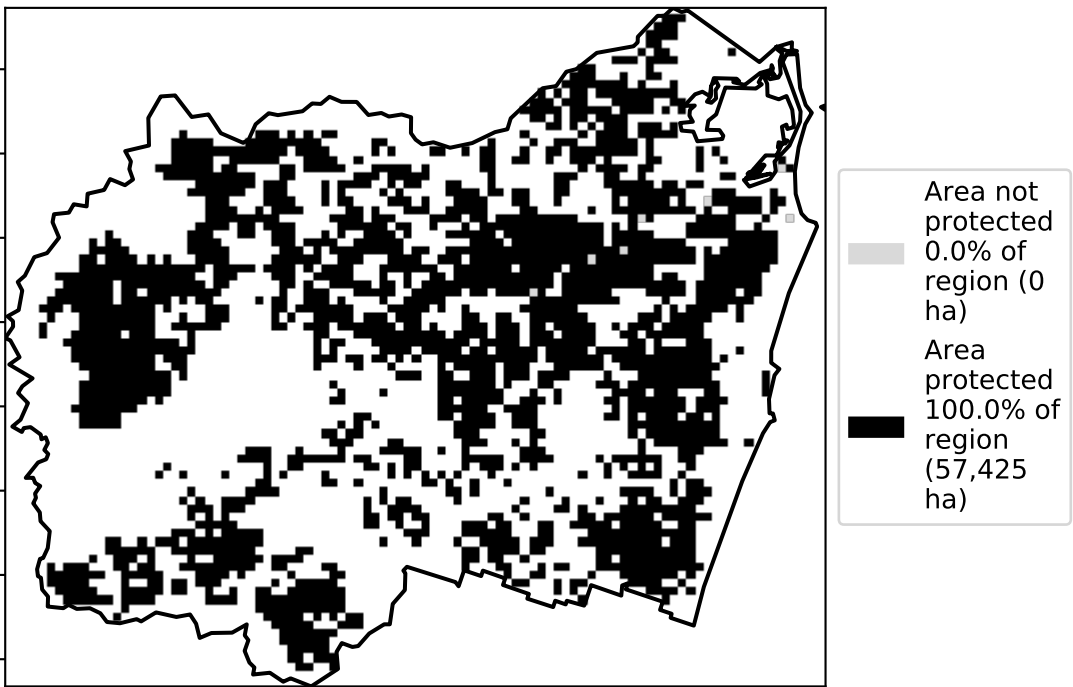 Area not
protected
0.0% of
region (0
ha)
Area
protected
100.0% of
region
(57,425
ha)